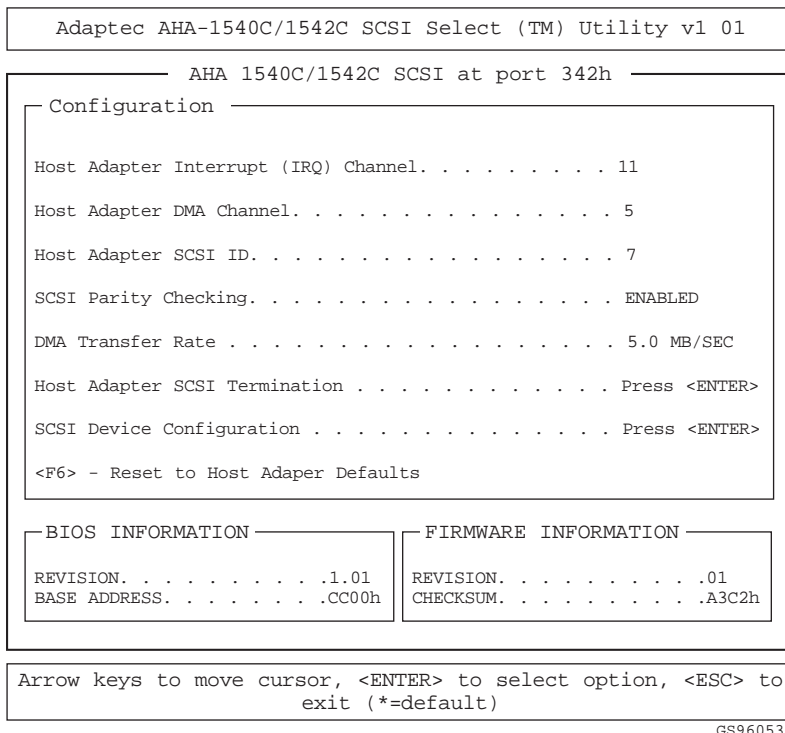 Adaptec AHA-1540C/1542C SCSI Select (TM) Utility v1 01
AHA 1540C/1542C SCSI at port 342h
Configuration
Host Adapter Interrupt (IRQ) Channel. . . . . . . . . 11
Host Adapter DMA Channel. . . . . . . . . . . . . . . 5
Host Adapter SCSI ID. . . . . . . . . . . . . . . . . 7
SCSI Parity Checking. . . . . . . . . . . . . . . . . ENABLED
DMA Transfer Rate . . . . . . . . . . . . . . . . . . 5.0 MB/SEC
Host Adapter SCSI Termination . . . . . . . . . . . . Press <ENTER>
SCSI Device Configuration . . . . . . . . . . . . . . Press <ENTER>
<F6> - Reset to Host Adaper Defaults
BIOS INFORMATION
REVISION. . . . . . . . . .1.01
BASE ADDRESS. . . . . . . .CC00h
FIRMWARE INFORMATION
REVISION. . . . . . . . . .01
CHECKSUM. . . . . . . . . .A3C2h
Arrow keys to move cursor, <ENTER> to select option, <ESC> to
exit (*=default)
GS96053